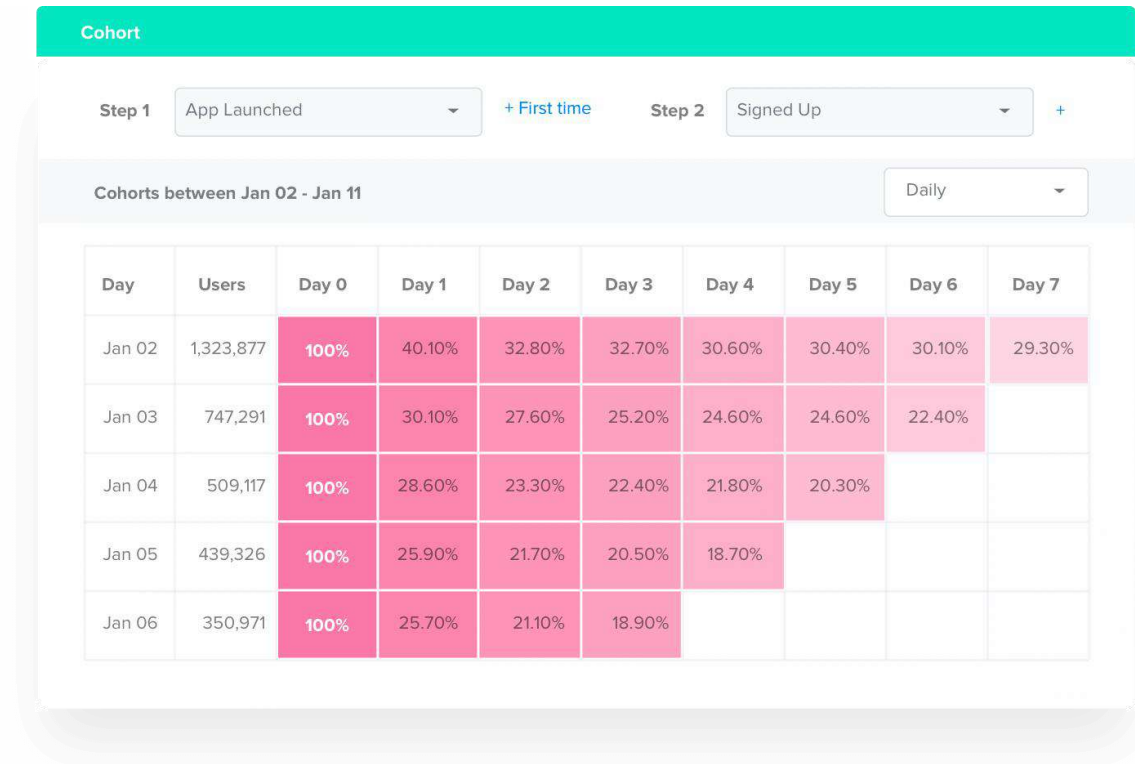 Cohort
Step 1 App Launched + First time Step 2 Signed Up +
Cohorts between Jan 02 - Jan 11 Daily
Day Users Day 0 Day 1 Day 2 Day 3 Day 4 Day 5 Day 6 Day 7
Jan 02 1,323,877 100% 40.10% 32.80% 32.70% 30.60% 30.40% 30.10% 29.30%
Jan 03 747,291 100% 30.10% 27.60% 25.20% 24.60% 24.60% 22.40%
Jan 04 509,117 100% 28.60% 23.30% 22.40% 21.80% 20.30%
Jan 05 439,326 100% 25.90% 21.70% 20.50% 18.70%
Jan 06 350,971 100% 25.70% 21.10% 18.90%